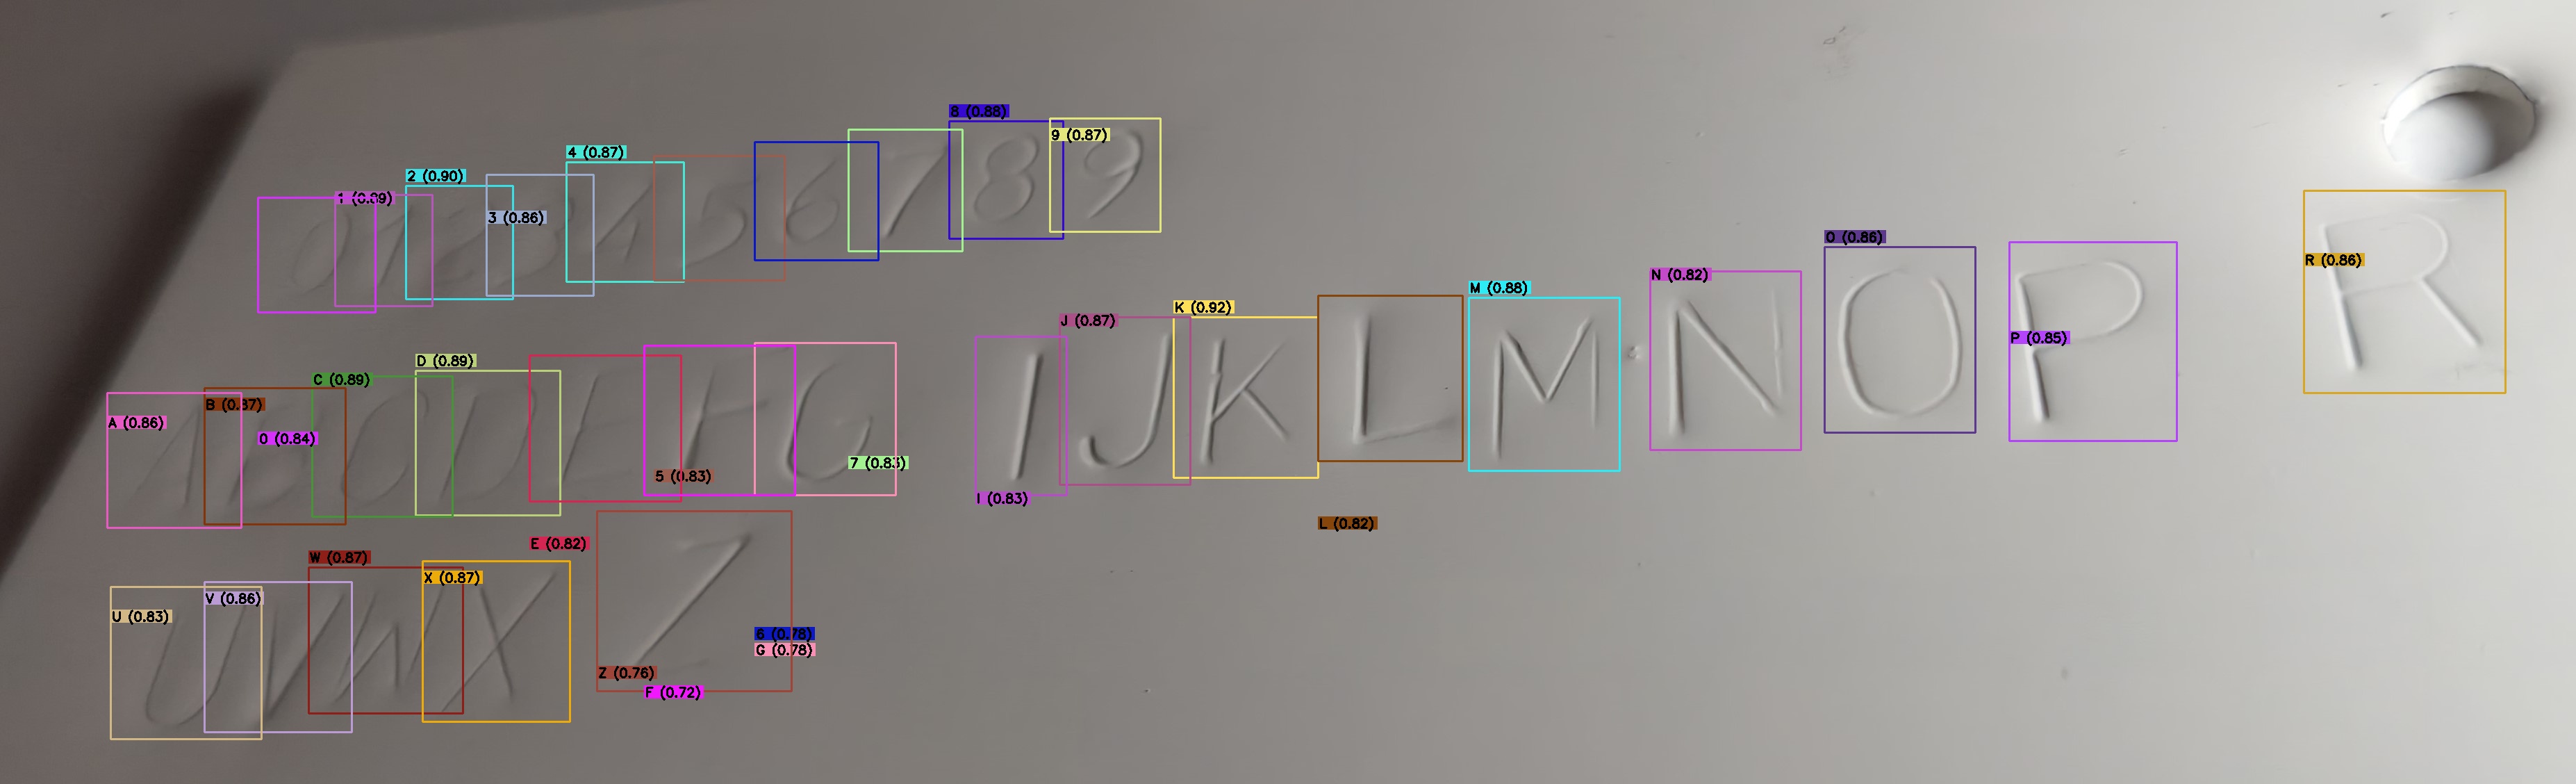 0123456789
ABCDEFG IJKLMNOP R
UVWX Z
8 (0.88)
9 (0.87)
4 (0.87)
2 (0.90)
1 (0.89)
3 (0.86)
O (0.86)
R (0.86)
N (0.82)
M (0.88)
K (0.92)
J (0.87)
P (0.85)
D (0.89)
C (0.89)
B (0.87)
A (0.86)
0 (0.84)
7 (0.83)
5 (0.83)
I (0.83)
L (0.82)
E (0.82)
W (0.87)
X (0.87)
V (0.86)
U (0.83)
6 (0.78)
G (0.78)
Z (0.76)
F (0.72)